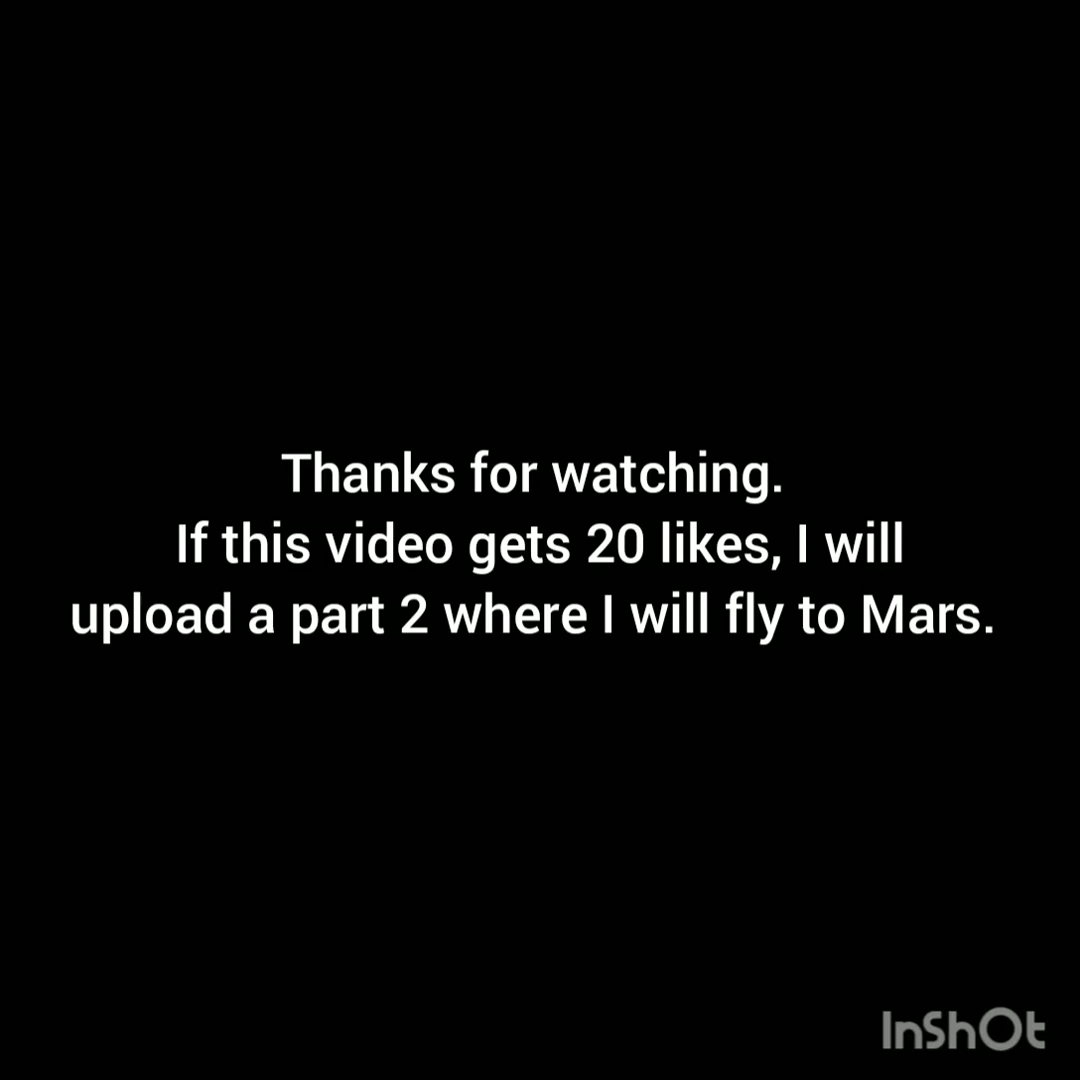 Thanks for watching.
If this video gets 20 likes, I will
upload a part 2 where I will fly to Mars.
InShOt